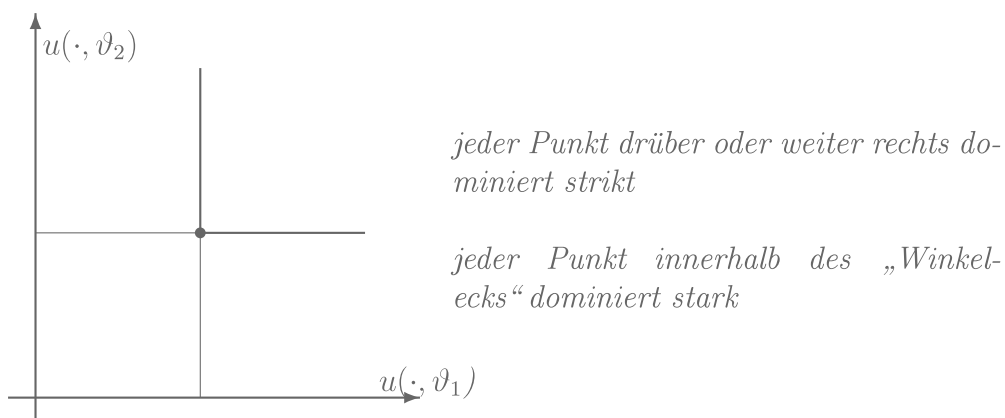 u(·, ϑ₂)
jeder Punkt drüber oder weiter rechts do-
miniert strikt
jeder Punkt innerhalb des „Winkel-
ecks“ dominiert stark
u(·, ϑ₁)